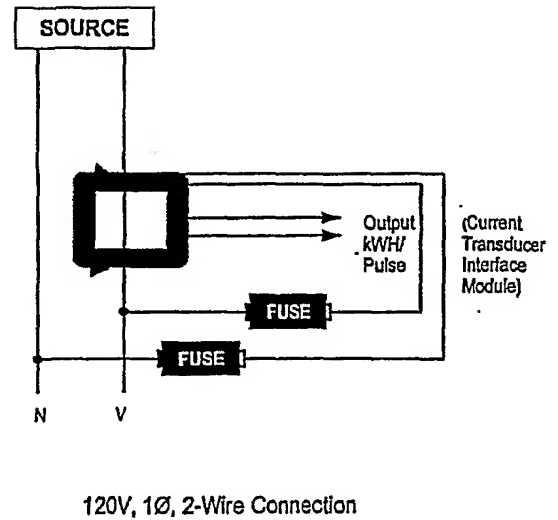 SOURCE
Output
kWH/
Pulse
(Current
Transducer
Interface
Module)
FUSE
FUSE
N
V
120V, 1Ø, 2-Wire Connection